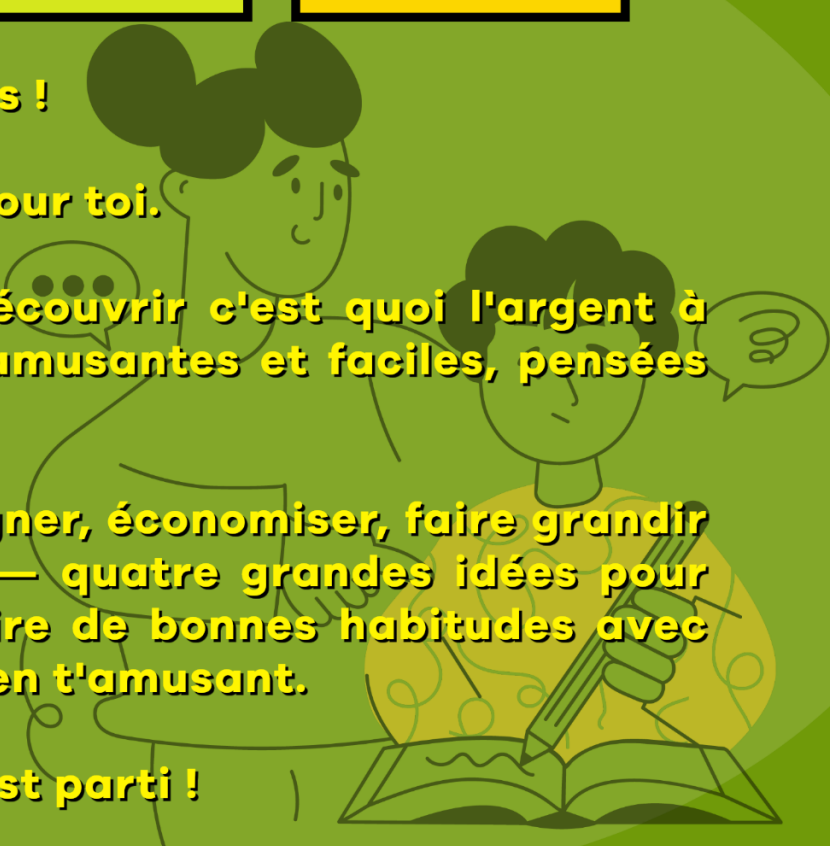 s !
our toi.
écouvrir c'est quoi l'argent à
amusantes et faciles, pensées
gner, économiser, faire grandir
— quatre grandes idées pour
ire de bonnes habitudes avec
en t'amusant.
st parti !